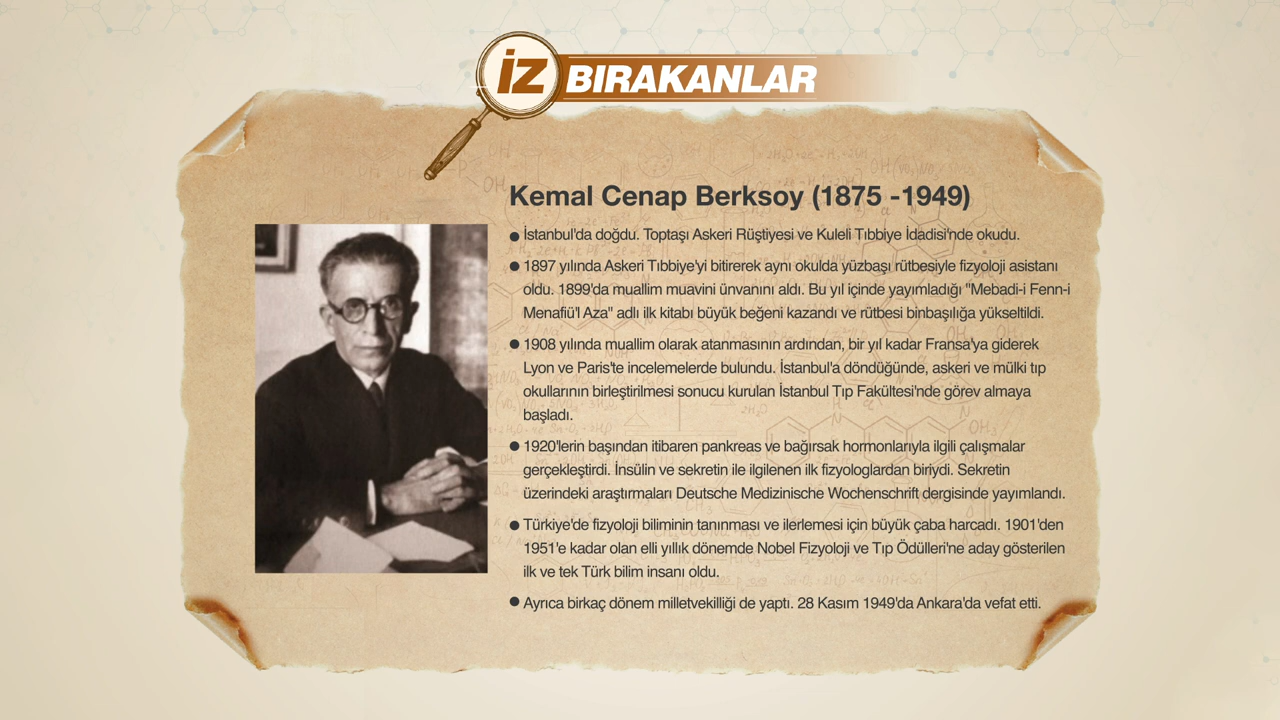 İZ BIRAKANLAR
Kemal Cenap Berksoy (1875 -1949)
● İstanbul'da doğdu. Toptaşı Askeri Rüştiyesi ve Kuleli Tıbbiye İdadisi'nde okudu.
● 1897 yılında Askeri Tıbbiye'yi bitirerek aynı okulda yüzbaşı rütbesiyle fizyoloji asistanı
oldu. 1899'da muallim muavini ünvanını aldı. Bu yıl içinde yayımladığı "Mebadi-i Fenn-i
Menafiü'l Aza" adlı ilk kitabı büyük beğeni kazandı ve rütbesi binbaşılığa yükseltildi.
● 1908 yılında muallim olarak atanmasının ardından, bir yıl kadar Fransa'ya giderek
Lyon ve Paris'te incelemelerde bulundu. İstanbul'a döndüğünde, askeri ve mülki tıp
okullarının birleştirilmesi sonucu kurulan İstanbul Tıp Fakültesi'nde görev almaya
başladı.
● 1920'lerin başından itibaren pankreas ve bağırsak hormonlarıyla ilgili çalışmalar
gerçekleştirdi. İnsülin ve sekretin ile ilgilenen ilk fizyologlardan biriydi. Sekretin
üzerindeki araştırmaları Deutsche Medizinische Wochenschrift dergisinde yayımlandı.
● Türkiye'de fizyoloji biliminin tanınması ve ilerlemesi için büyük çaba harcadı. 1901'den
1951'e kadar olan elli yıllık dönemde Nobel Fizyoloji ve Tıp Ödülleri'ne aday gösterilen
ilk ve tek Türk bilim insanı oldu.
● Ayrıca birkaç dönem milletvekilliği de yaptı. 28 Kasım 1949'da Ankara'da vefat etti.